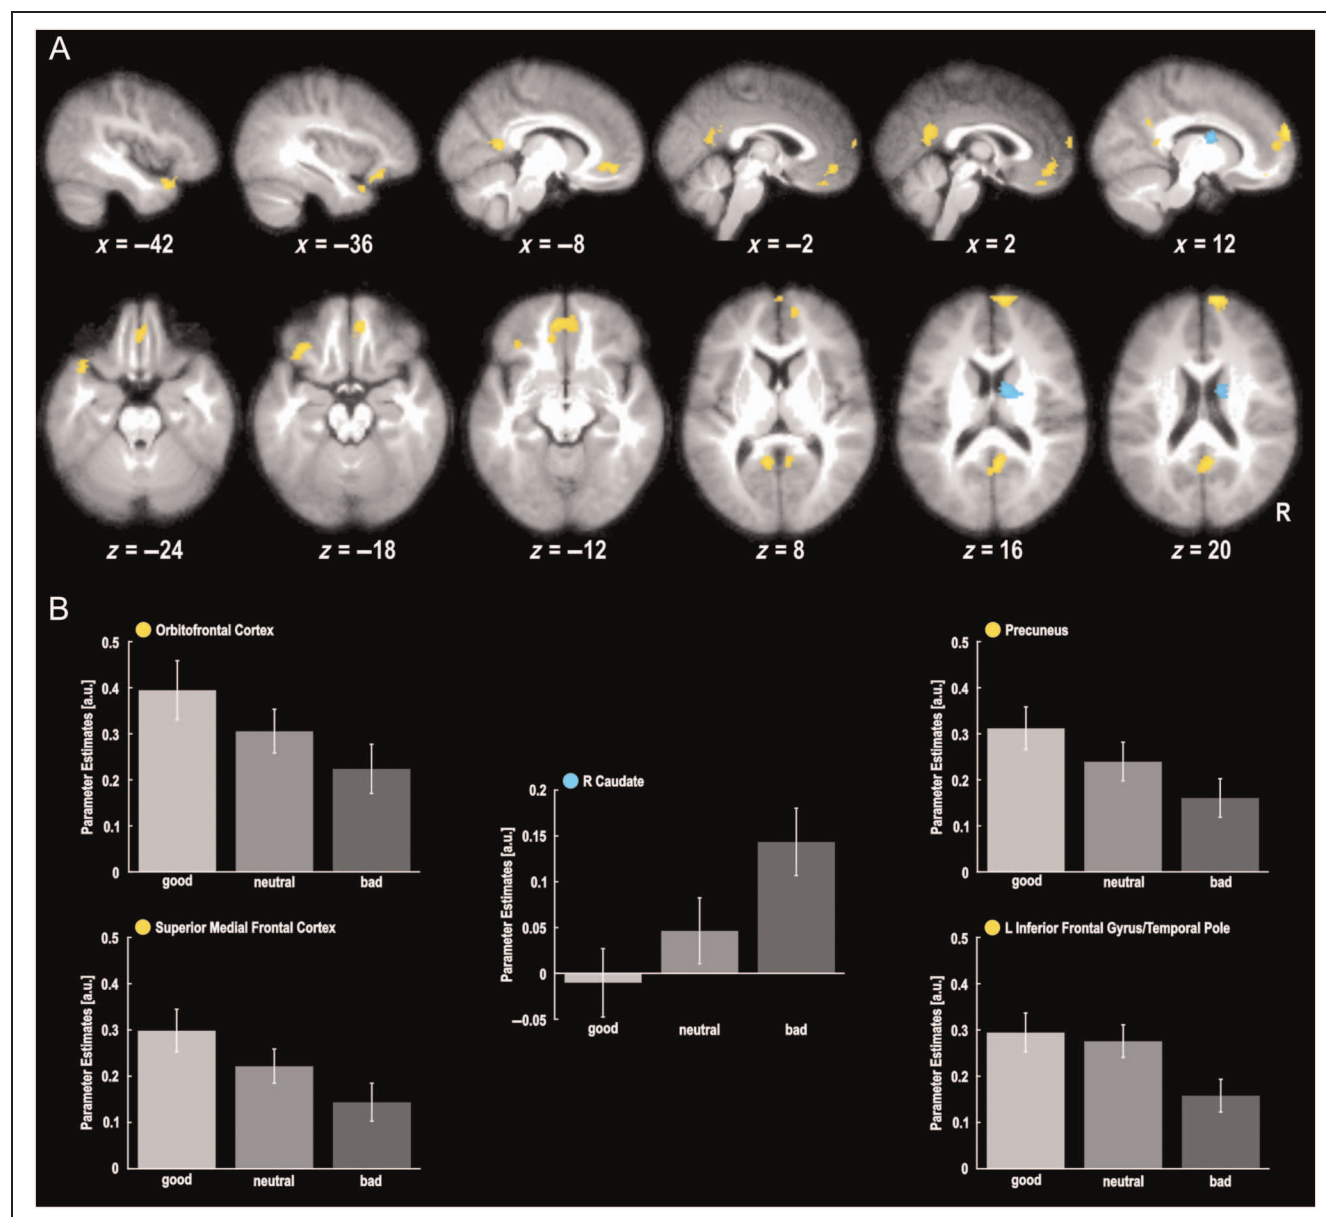 A
x = –42
x = –36
x = –8
x = –2
x = 2
x = 12
z = –24
z = –18
z = –12
z = 8
z = 16
z = 20
R
B
Orbitofrontal Cortex
Parameter Estimates [a.u.]
0.5
0.4
0.3
0.2
0.1
0
good
neutral
bad
Superior Medial Frontal Cortex
Parameter Estimates [a.u.]
0.5
0.4
0.3
0.2
0.1
0
good
neutral
bad
R Caudate
Parameter Estimates [a.u.]
0.2
0.15
0.1
0.05
0
–0.05
good
neutral
bad
Precuneus
Parameter Estimates [a.u.]
0.5
0.4
0.3
0.2
0.1
0
good
neutral
bad
L Inferior Frontal Gyrus/Temporal Pole
Parameter Estimates [a.u.]
0.5
0.4
0.3
0.2
0.1
0
good
neutral
bad